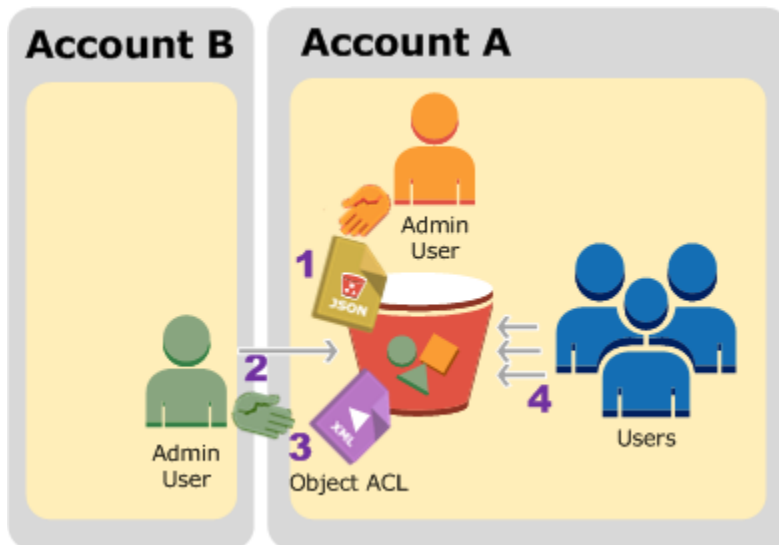 Account B
Account A
Admin
User
1
JSON
2
4
3
XML
Admin
User
Object ACL
Users